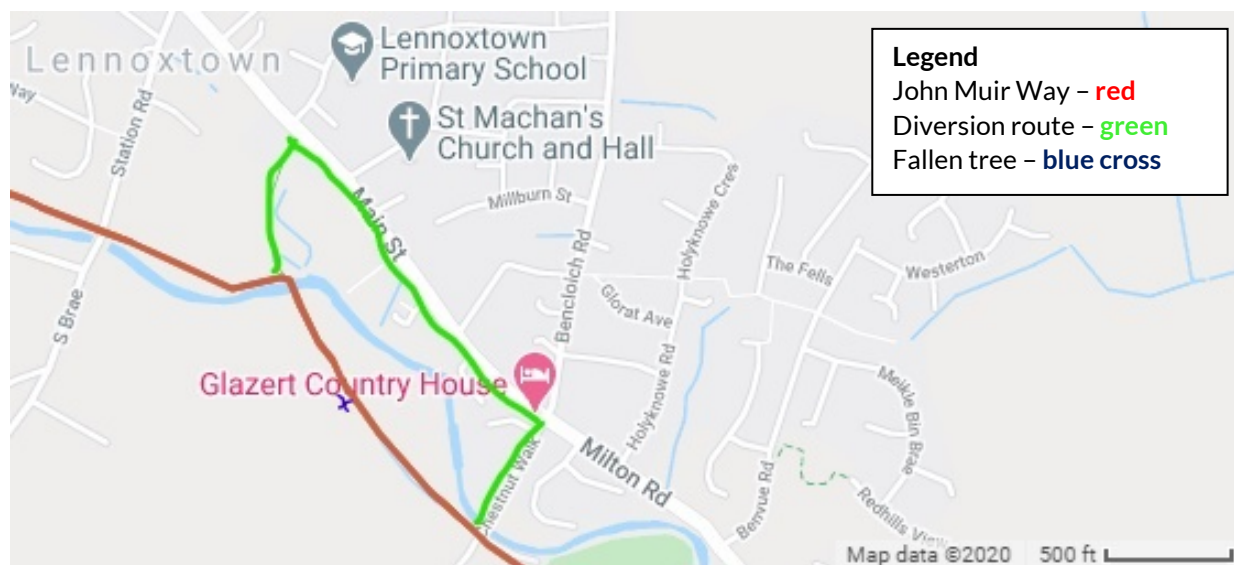 Lennoxtown
Lennoxtown
Primary School
Legend
John Muir Way – red
Diversion route – green
Fallen tree – blue cross
Way
Station Rd
St Machan's
Church and Hall
Main St
Millburn St
Holyknowe Cres
Bencloich Rd
The Fells
Westerton
S Brae
Glorat Ave
Glazert Country House
Holyknowe Rd
Meikle Bin Brae
Milton Rd
Chestnut Walk
Benvue Rd
Redhills View
Map data ©2020
500 ft